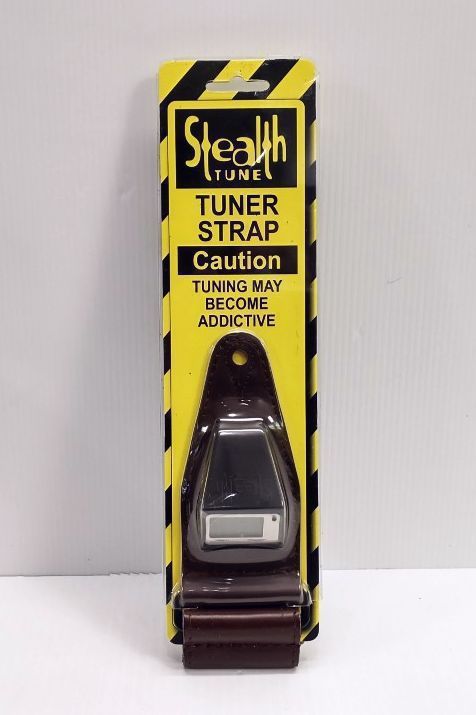 Stealth
TUNE
TUNER
STRAP
Caution
TUNING MAY
BECOME
ADDICTIVE